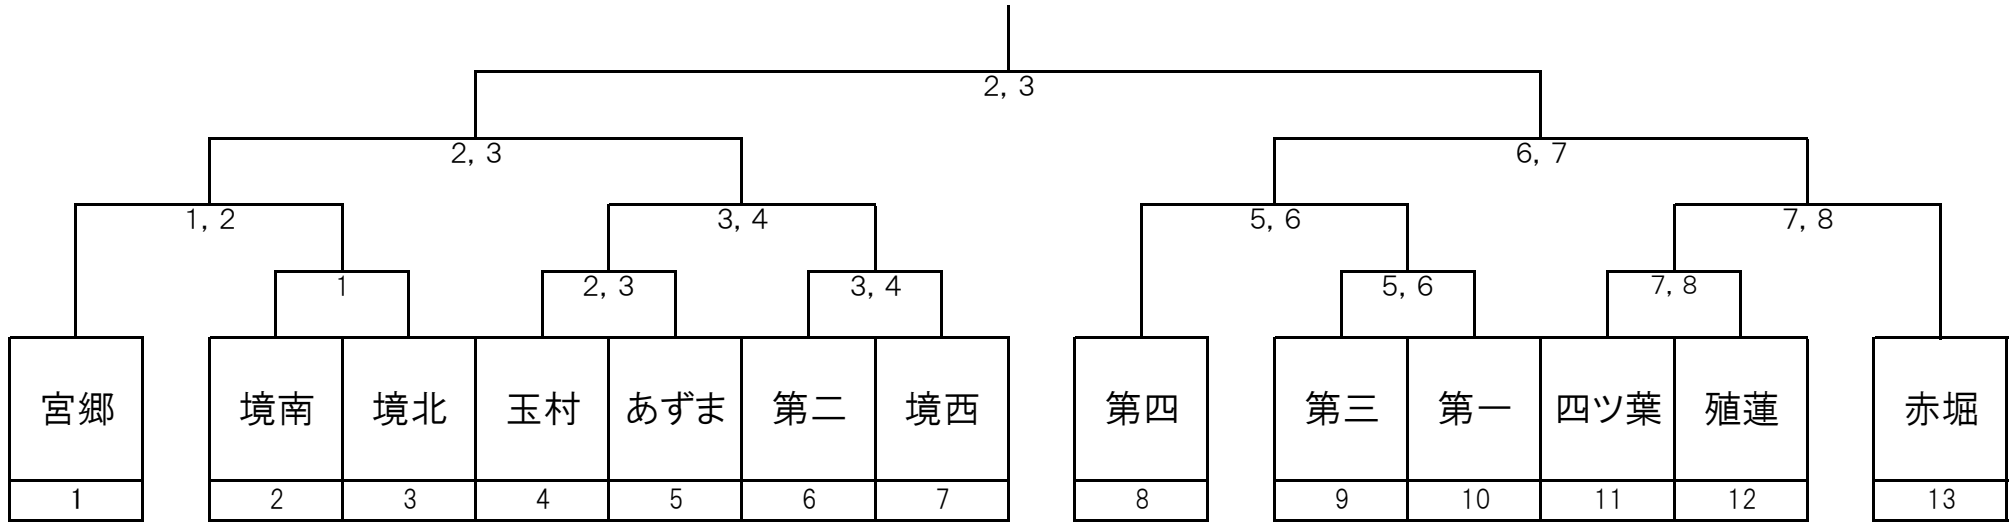 2, 3
2, 3
6, 7
1, 2
3, 4
5, 6
7, 8
1
2, 3
3, 4
5, 6
7, 8
宮郷
境南
境北
玉村
あずま
第二
境西
第四
第三
第一
四ツ葉
殖蓮
赤堀
1
2
3
4
5
6
7
8
9
10
11
12
13